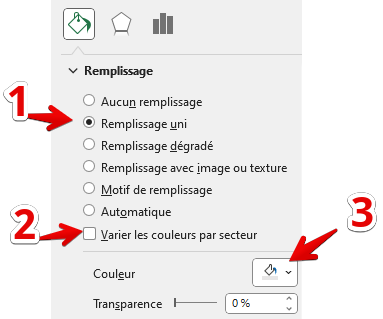 Remplissage
1
Aucun remplissage
Remplissage uni
Remplissage dégradé
Remplissage avec image ou texture
Motif de remplissage
Automatique
2
Varier les couleurs par secteur
3
Couleur
Transparence 0 %